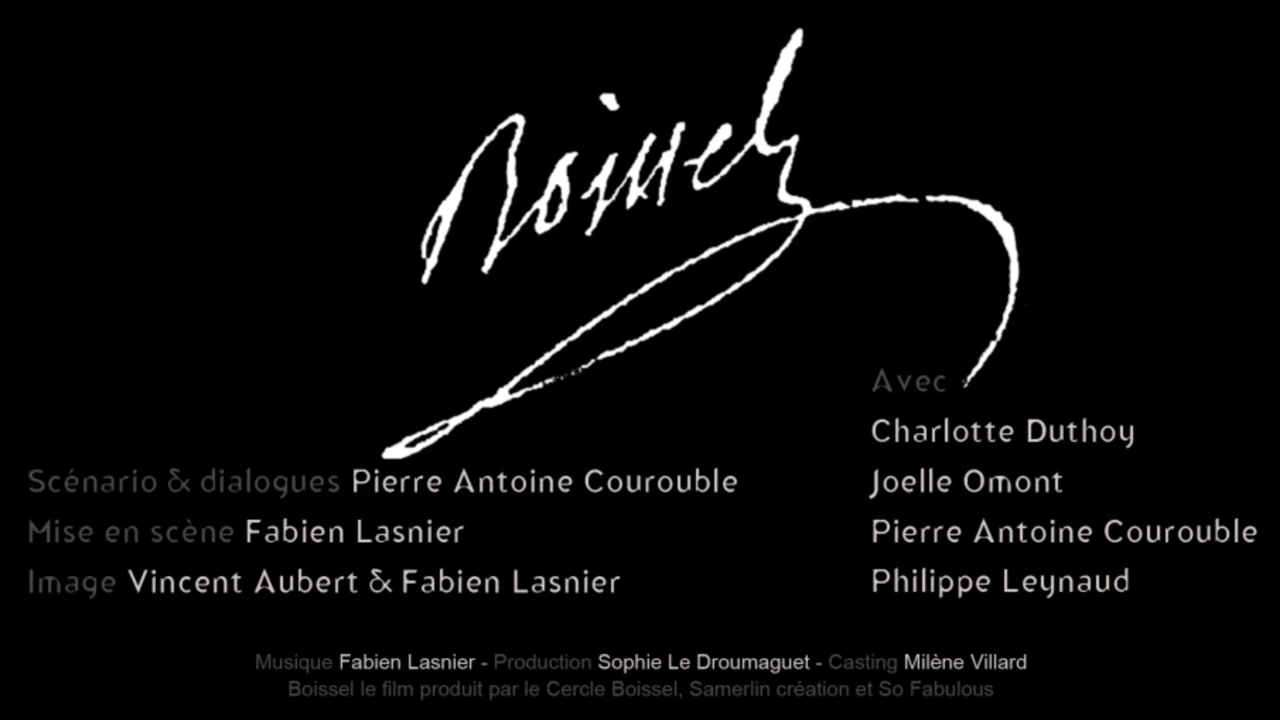 Boissel
Avec
Charlotte Duthoy
Scénario & dialogues Pierre Antoine Courouble
Joelle Omont
Mise en scène Fabien Lasnier
Pierre Antoine Courouble
Image Vincent Aubert & Fabien Lasnier
Philippe Leynaud
Musique Fabien Lasnier - Production Sophie Le Droumaguet - Casting Milène Villard
Boissel le film produit par le Cercle Boissel, Samerlin création et So Fabulous